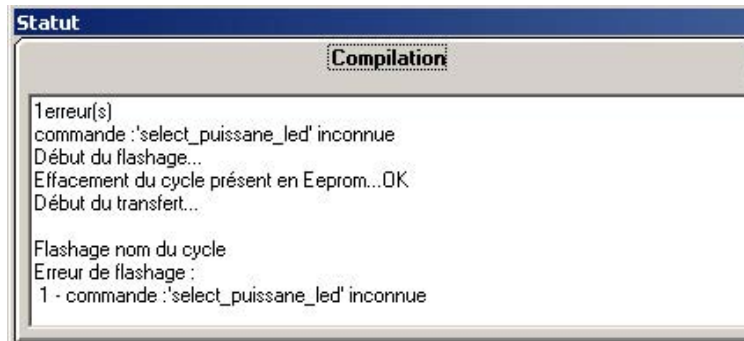 Statut
Compilation
1erreur(s)
commande :'select_puissane_led' inconnue
Début du flashage...
Effacement du cycle présent en Eeprom...OK
Début du transfert...
Flashage nom du cycle
Erreur de flashage :
1 - commande :'select_puissane_led' inconnue